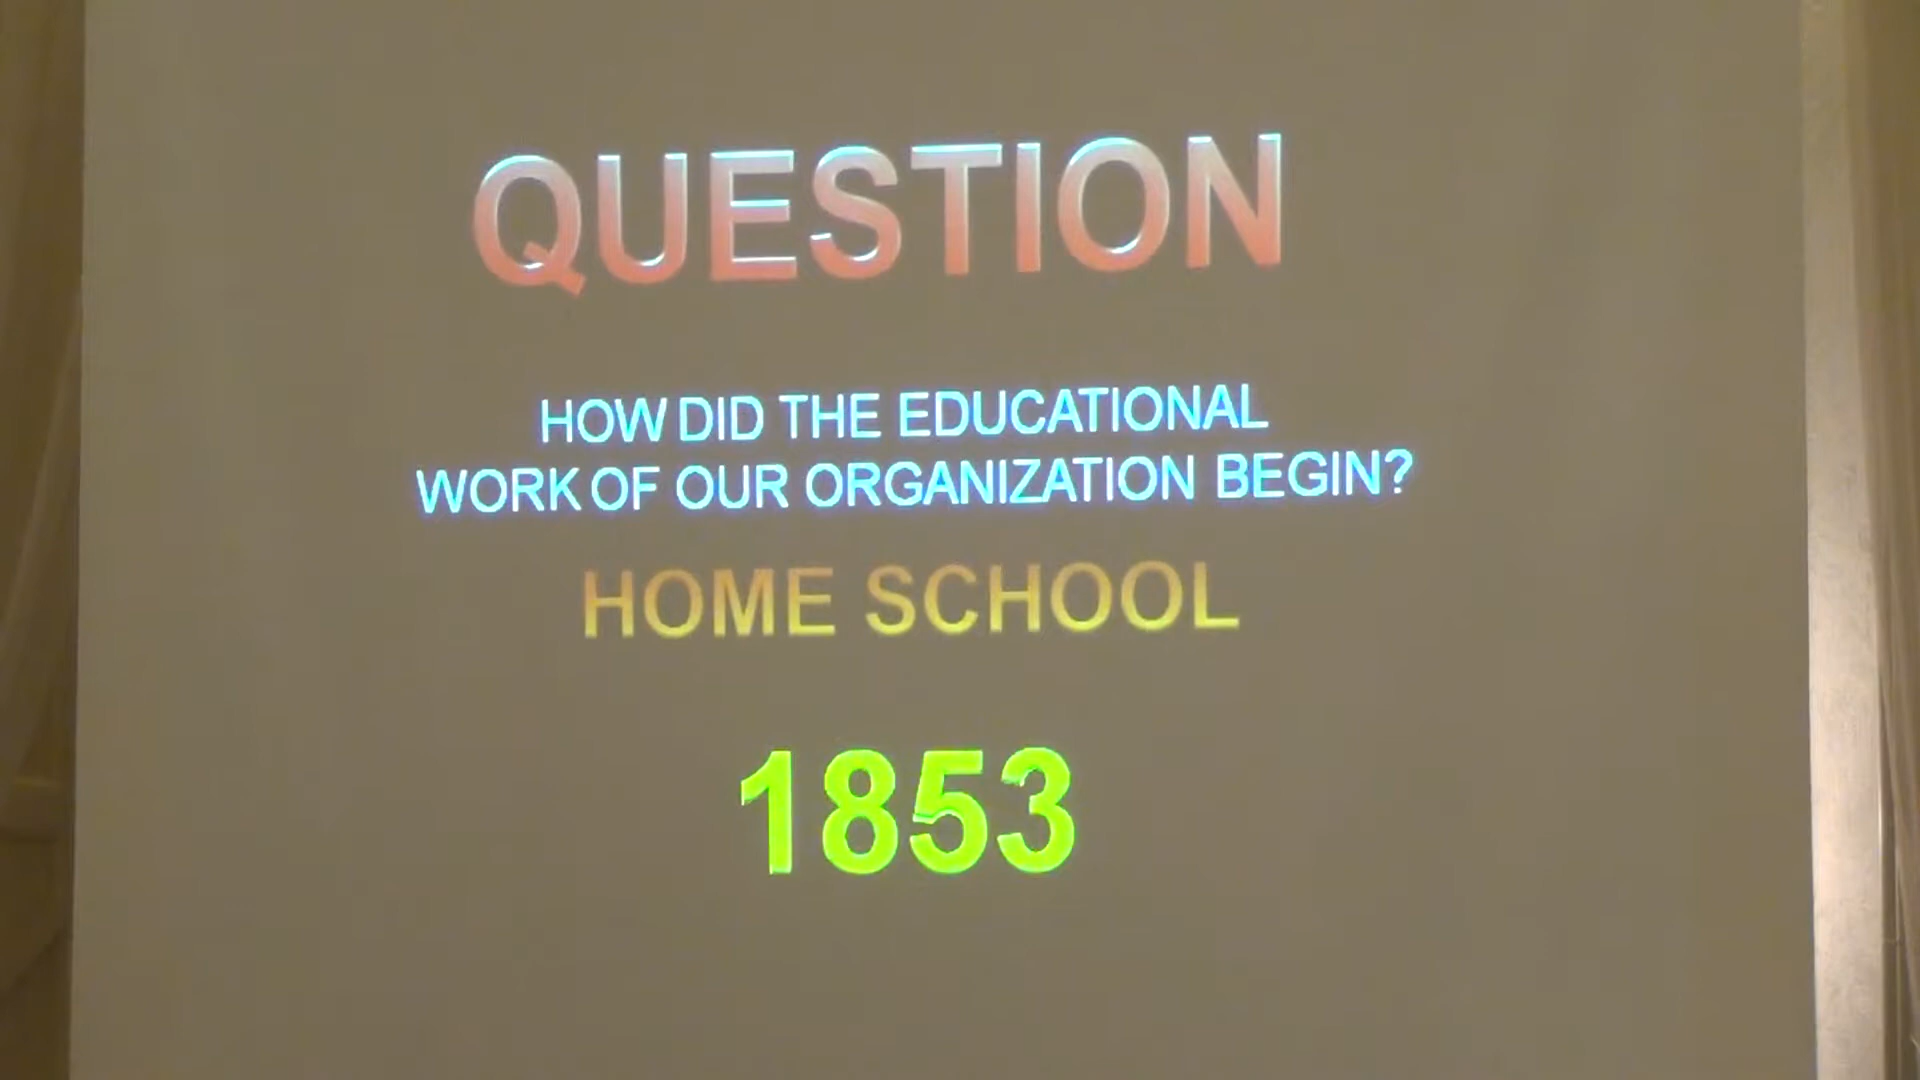 QUESTION
HOW DID THE EDUCATIONAL
WORK OF OUR ORGANIZATION BEGIN?
HOME SCHOOL
1853